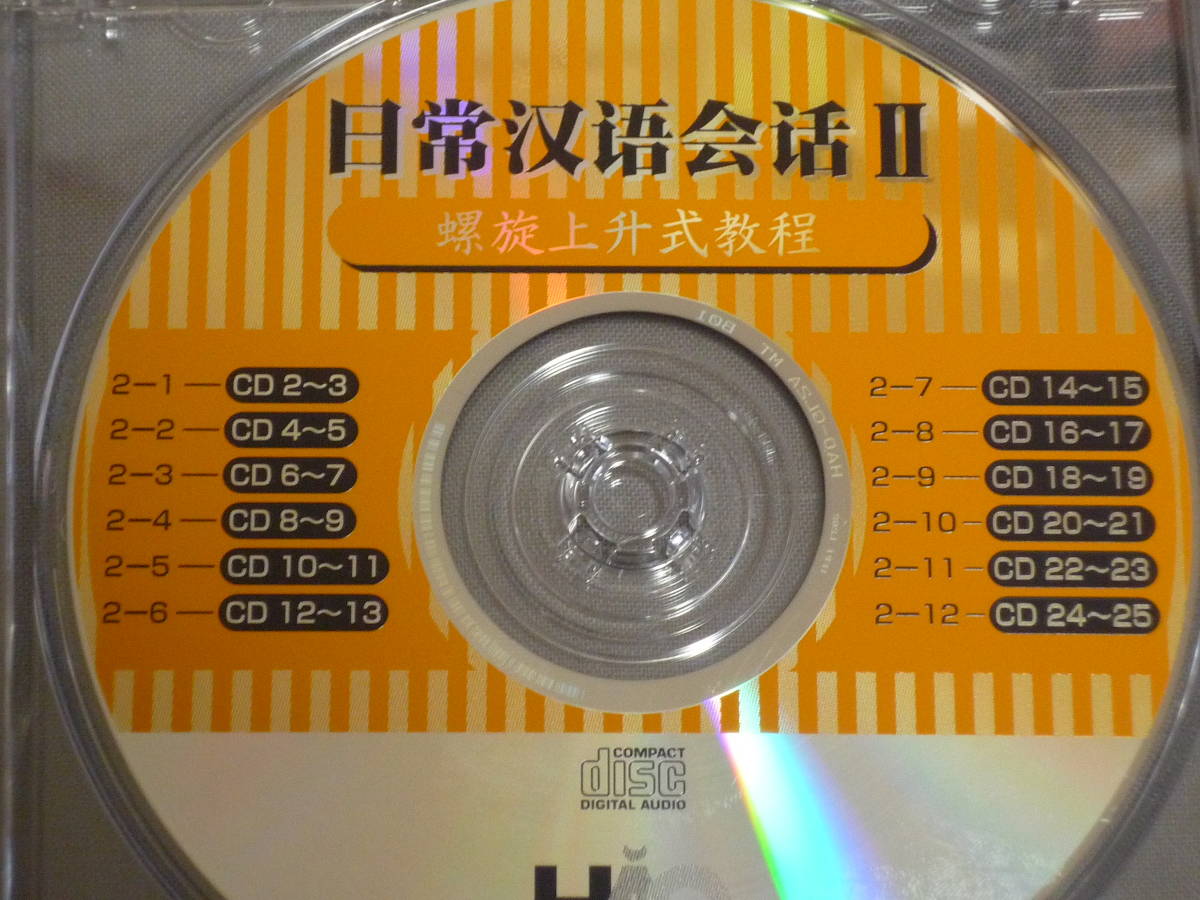 日常汉语会话Ⅱ
螺旋上升式教程
2－1 － CD 2～3
2－2 － CD 4～5
2－3 － CD 6～7
2－4 － CD 8～9
2－5 － CD 10～11
2－6 － CD 12～13
2－7 － CD 14～15
2－8 － CD 16～17
2－9 － CD 18～19
2－10 － CD 20～21
2－11 － CD 22～23
2－12 － CD 24～25
COMPACT
disc
DIGITAL AUDIO